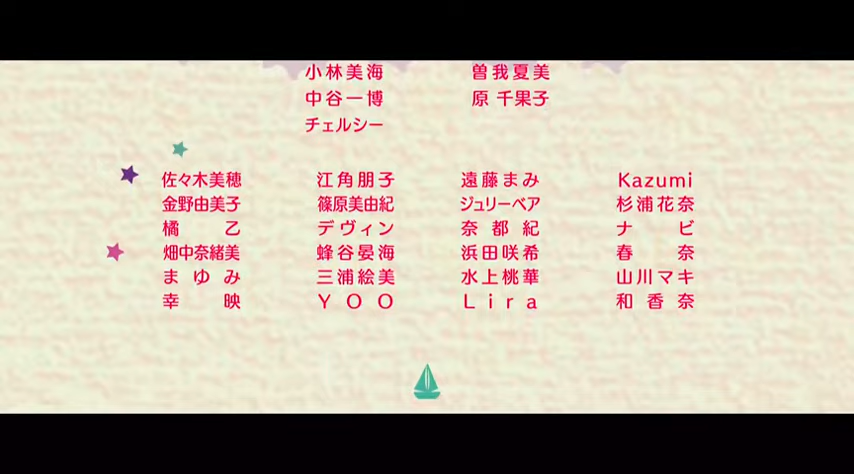 小林美海 曽我夏美
中谷一博 原 千果子
チェルシー
佐々木美穂 江角朋子 遠藤まみ Kazumi
金野由美子 篠原美由紀 ジュリーベア 杉浦花奈
橘 乙 デヴィン 奈都紀 ナビ
畑中奈緒美 蜂谷晏海 浜田咲希 春奈
まゆみ 三浦絵美 水上桃華 山川マキ
幸映 YOO Lira 和香奈